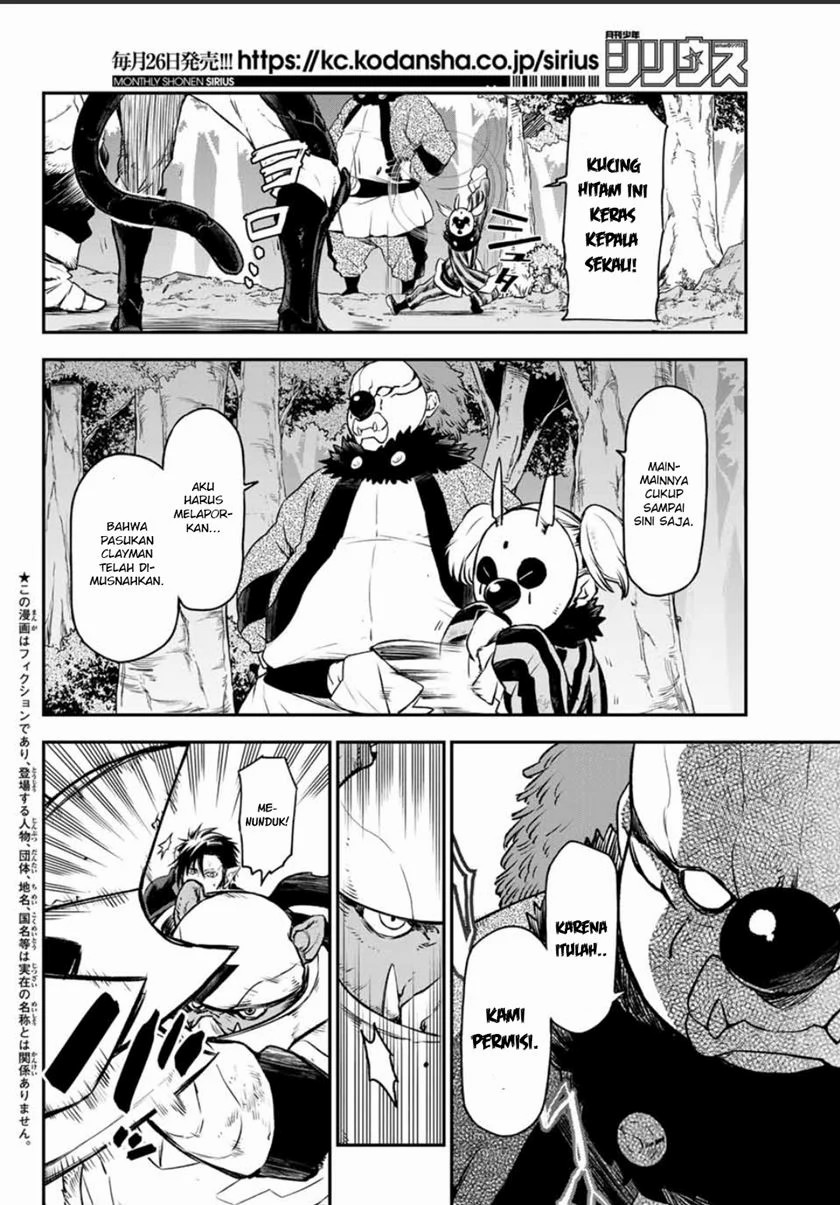 毎月26日発売!!! https://kc.kodansha.co.jp/sirius
MONTHLY SHONEN SIRIUS
月刊少年
シリウス
KUCING
HITAM INI
KERAS
KEPALA
SEKALI!
ヨロ
MAIN-
MAINNYA
CUKUP
SAMPAI
SINI SAJA.
AKU
HARUS
MELAPOR-
KAN...
BAHWA
PASUKAN
CLAYMAN
TELAH DI-
MUSNAHKAN.
KARENA
ITULAH..
KAMI
PERMISI.
ME-
NUNDUK!
★この漫画はフィクションであり、登場する人物、団体、地名、国名等は実在の名称とは関係ありません。